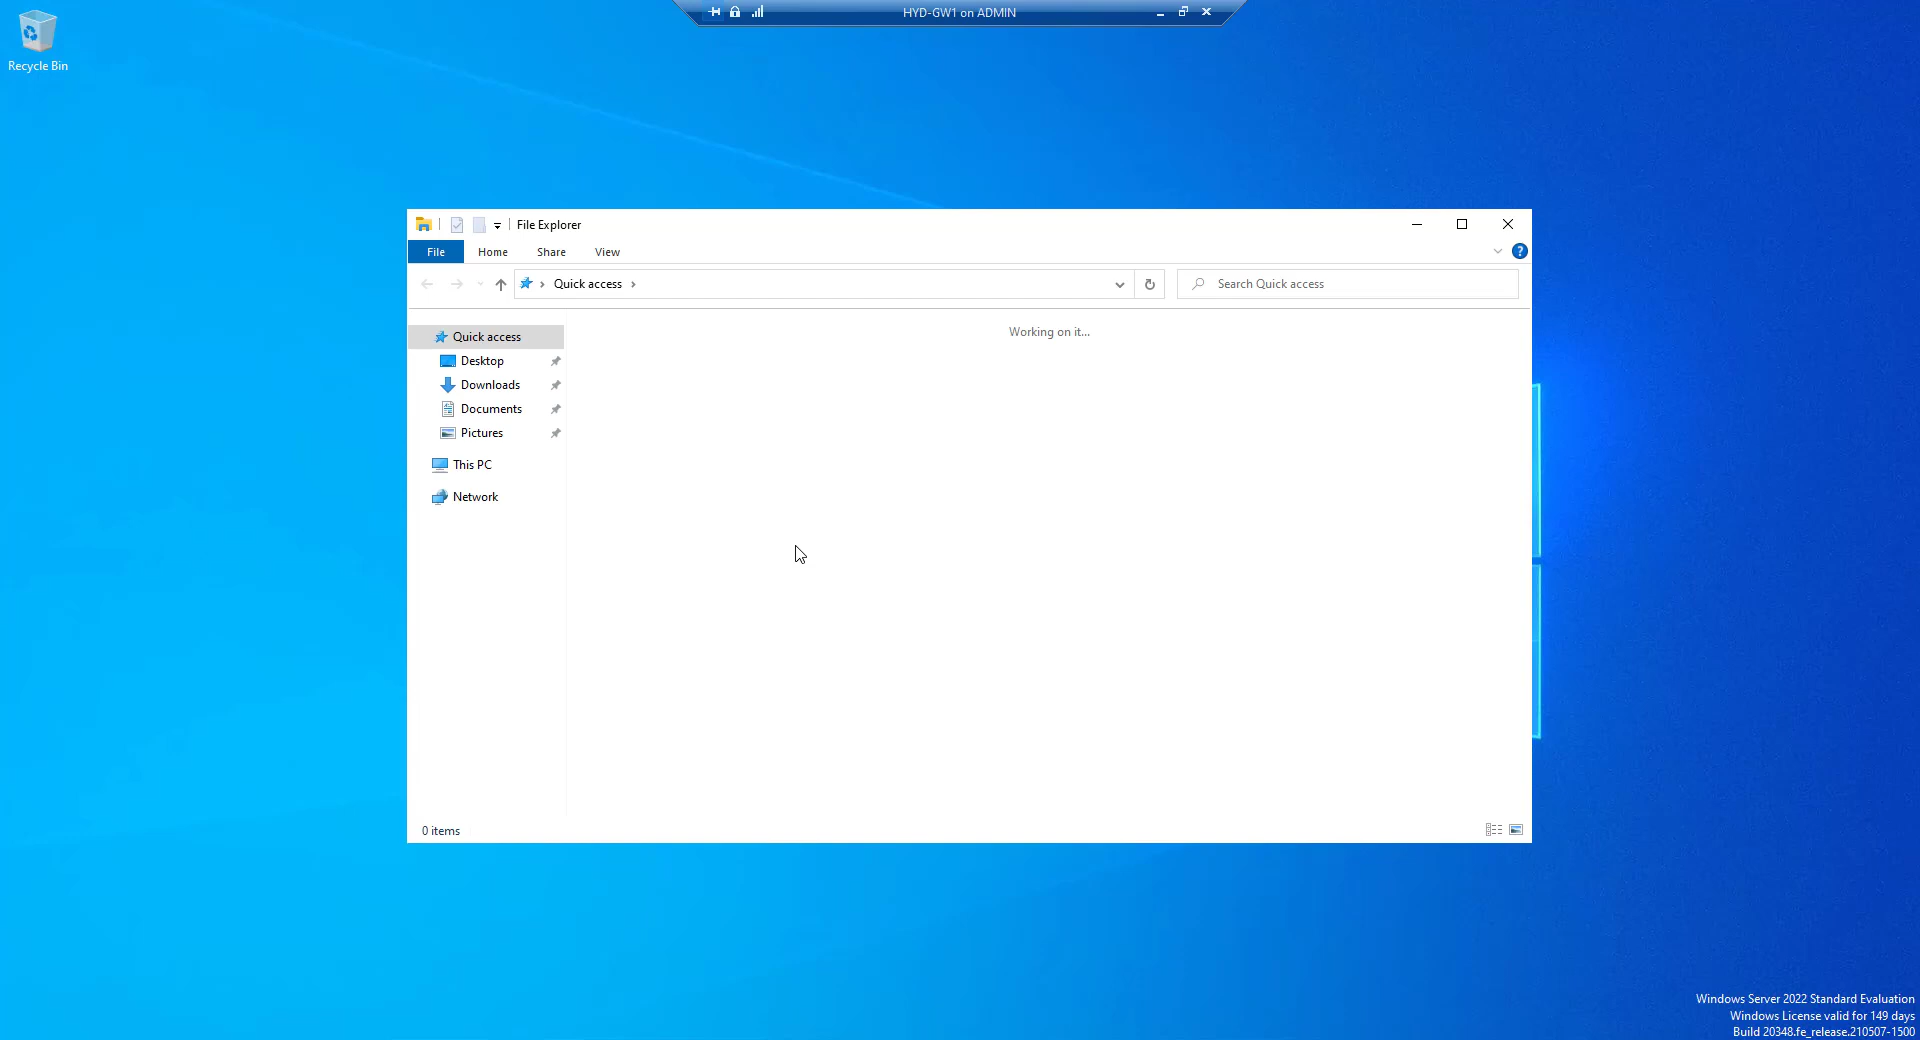 HYD-GW1 on ADMIN
Recycle Bin
File Explorer
File Home Share View
Quick access
Search Quick access
Working on it...
Quick access
Desktop
Downloads
Documents
Pictures
This PC
Network
0 items
Windows Server 2022 Standard Evaluation
Windows License valid for 149 days
Build 20348.fe_release.210507-1500